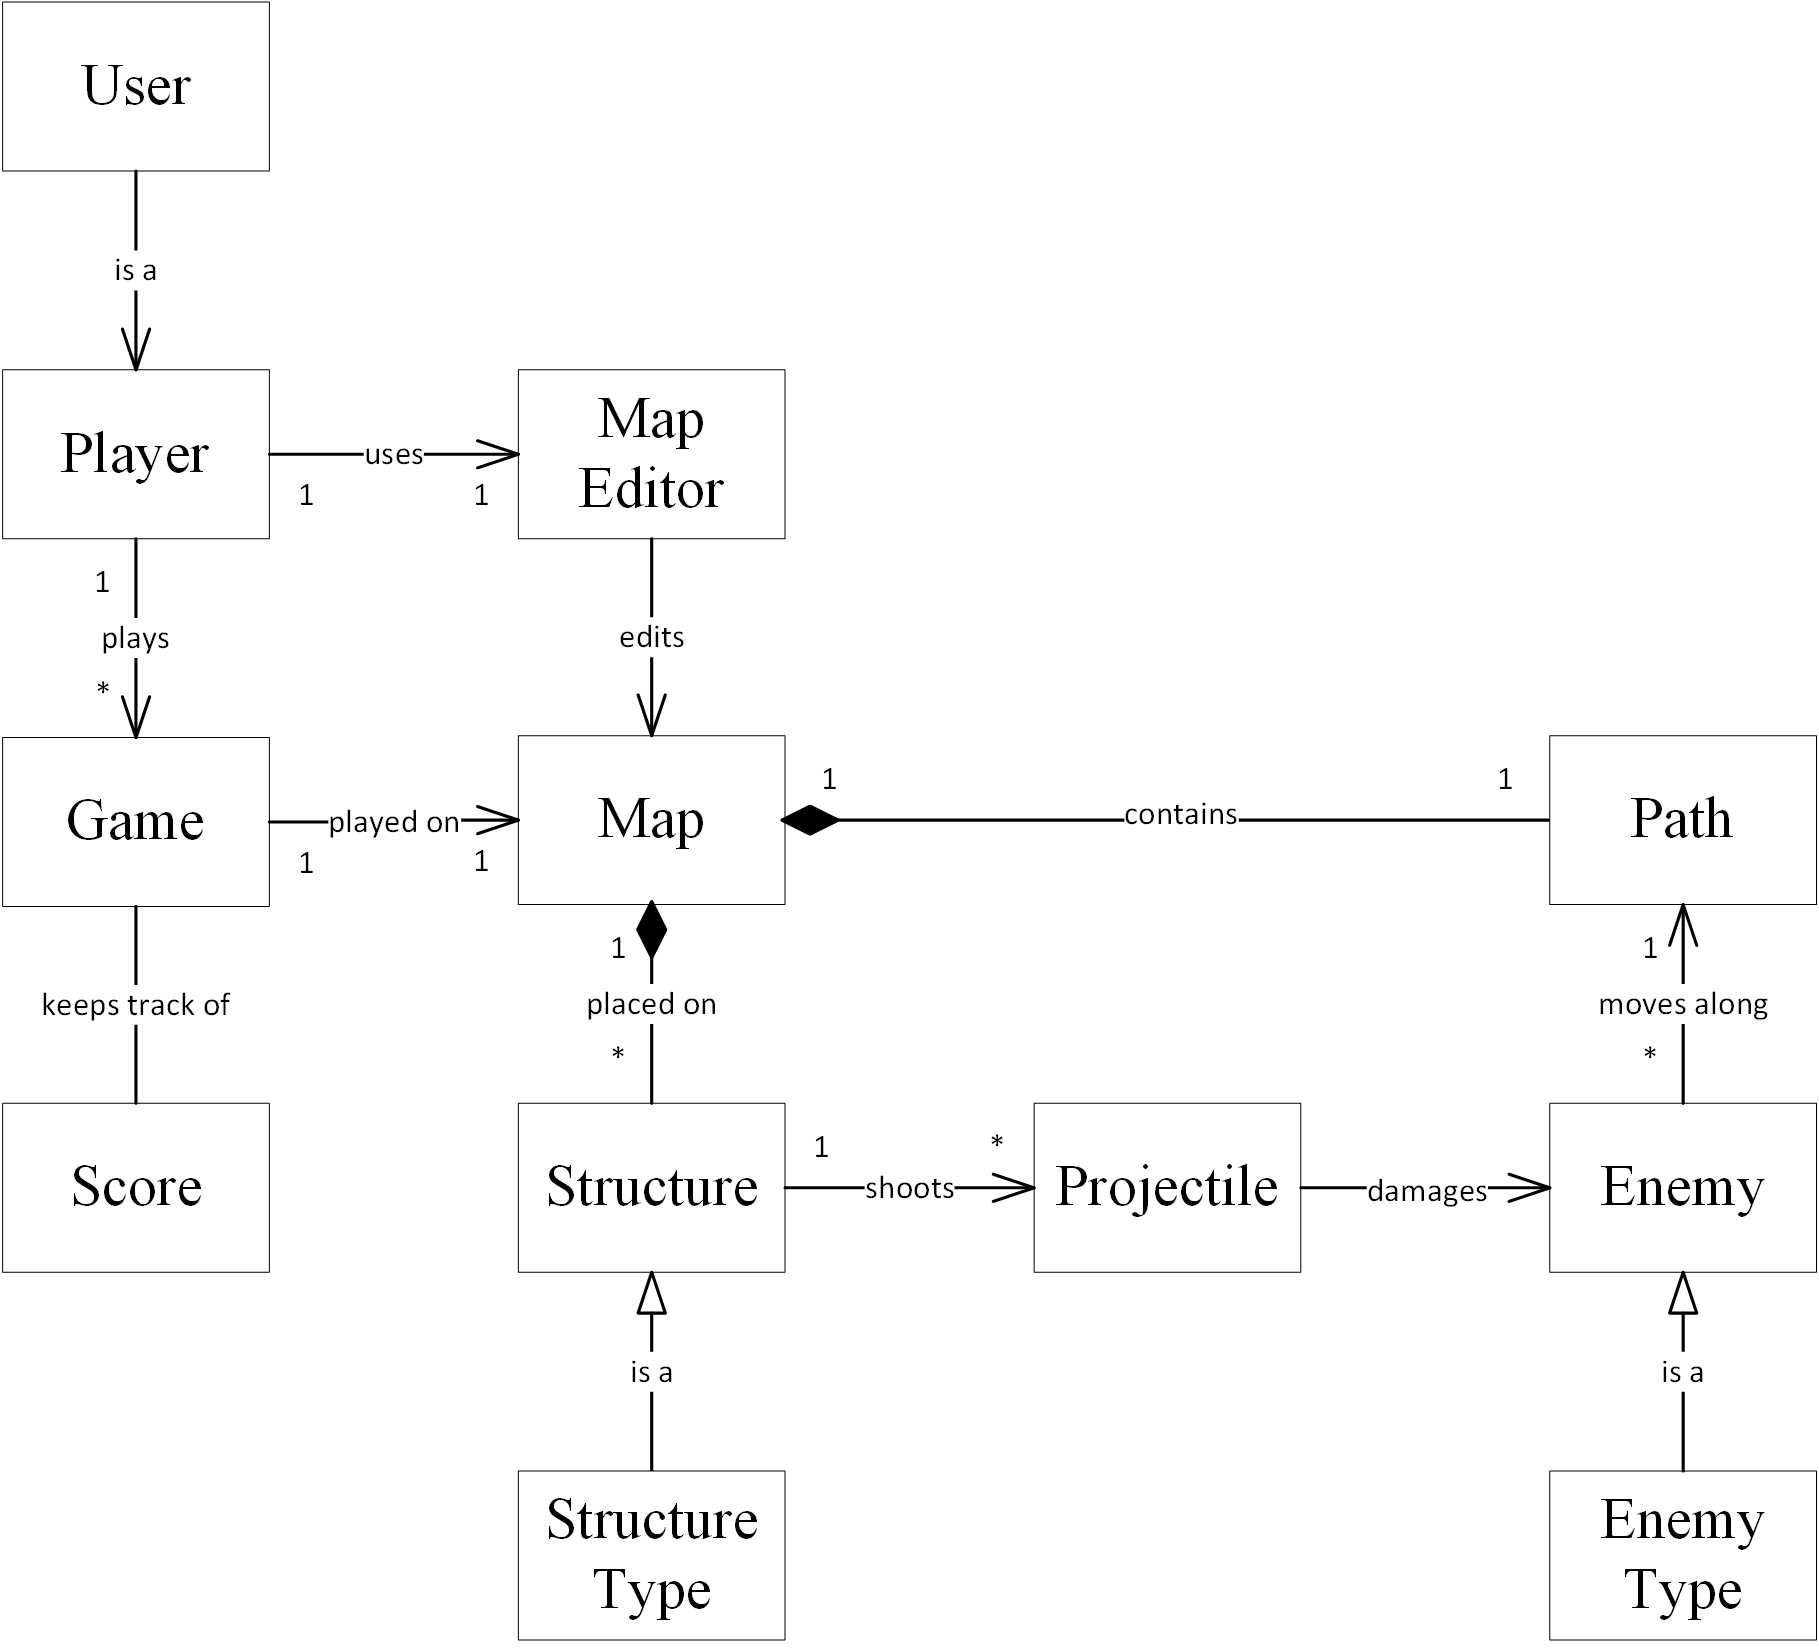 User
is a
Player
uses
1
1
Map
Editor
1
plays
*
edits
Game
played on
1
1
Map
1
contains
1
Path
keeps track of
1
placed on
*
1
moves along
*
Score
Structure
1
shoots
*
Projectile
damages
Enemy
is a
is a
Structure
Type
Enemy
Type